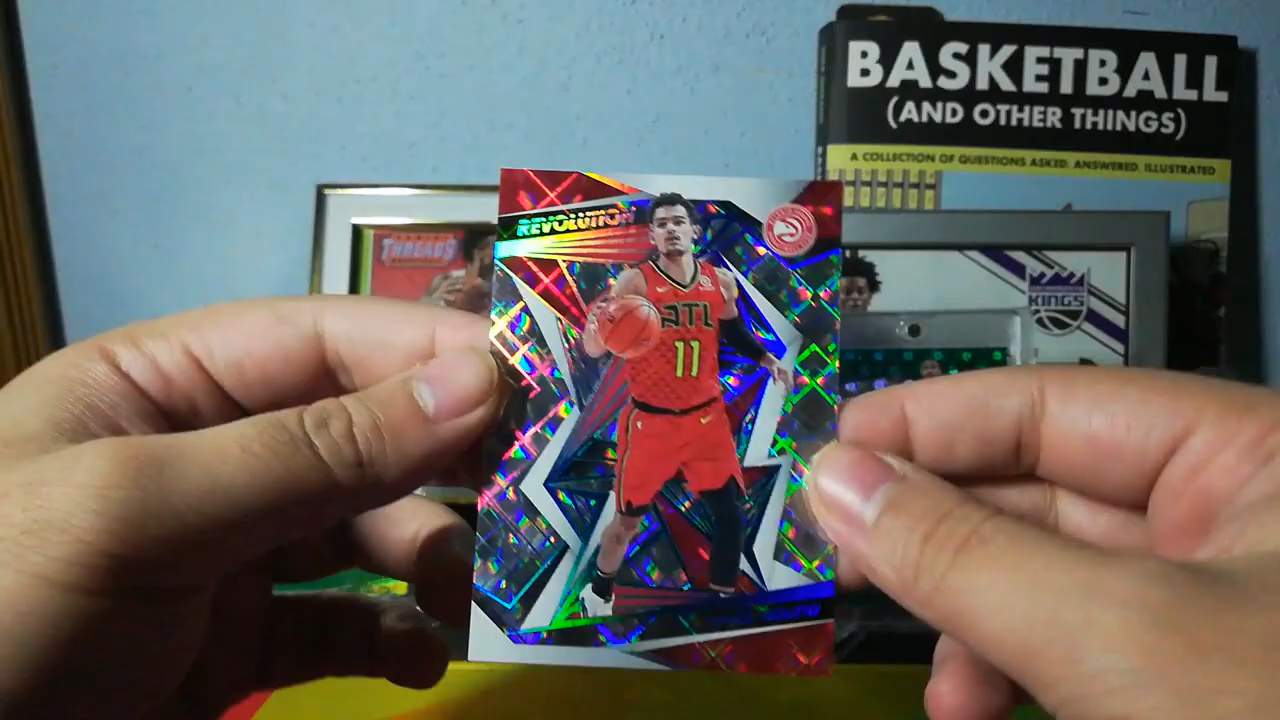 BASKETBALL
(AND OTHER THINGS)
A COLLECTION OF QUESTIONS ASKED, ANSWERED, ILLUSTRATED
REVOLUTION
THREADS
KINGS
ATL
11